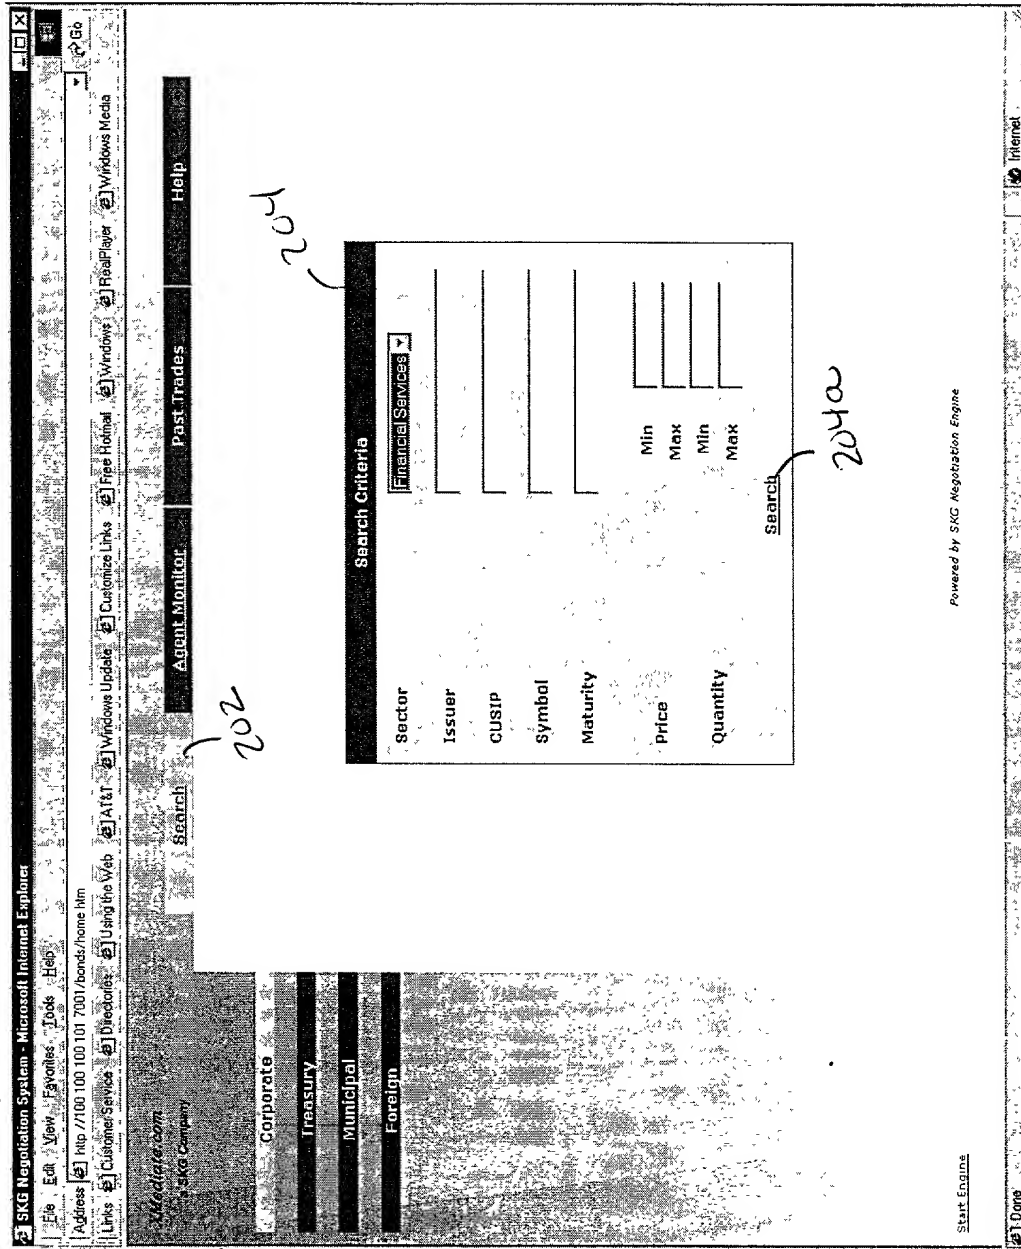 SKG Negotiation System - Microsoft Internet Explorer
File Edit View Favorites Tools Help
Address http //100 100 100 101 7001/bonds/home htm Go
Links Customer Service Directories Using the Web AT&T Windows Update Customize Links Free Hotmail Windows RealPlayer Windows Media
XMediate.com
a SKG Company
Search Agent Monitor Past Trades Help
202
204
Corporate
Treasury
Municipal
Foreign
Search Criteria
Sector Financial Services
Issuer
CUSIP
Symbol
Maturity
Price Min
Max
Quantity Min
Max
Search
204a
Powered by SKG Negotiation Engine
Start Engine
Done Internet